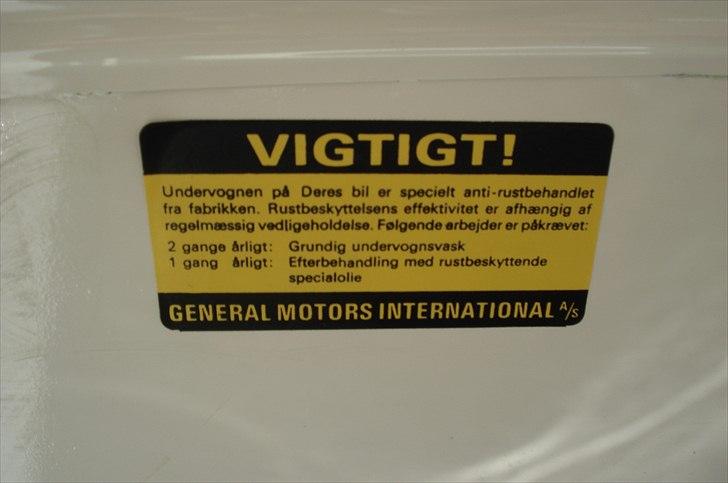 VIGTIGT!
Undervognen på Deres bil er specielt anti-rustbehandlet
fra fabrikken. Rustbeskyttelsens effektivitet er afhængig af
regelmæssig vedligeholdelse. Følgende arbejder er påkrævet:
2 gange årligt: Grundig undervognsvask
1 gang årligt: Efterbehandling med rustbeskyttende
specialolie
GENERAL MOTORS INTERNATIONAL A/S